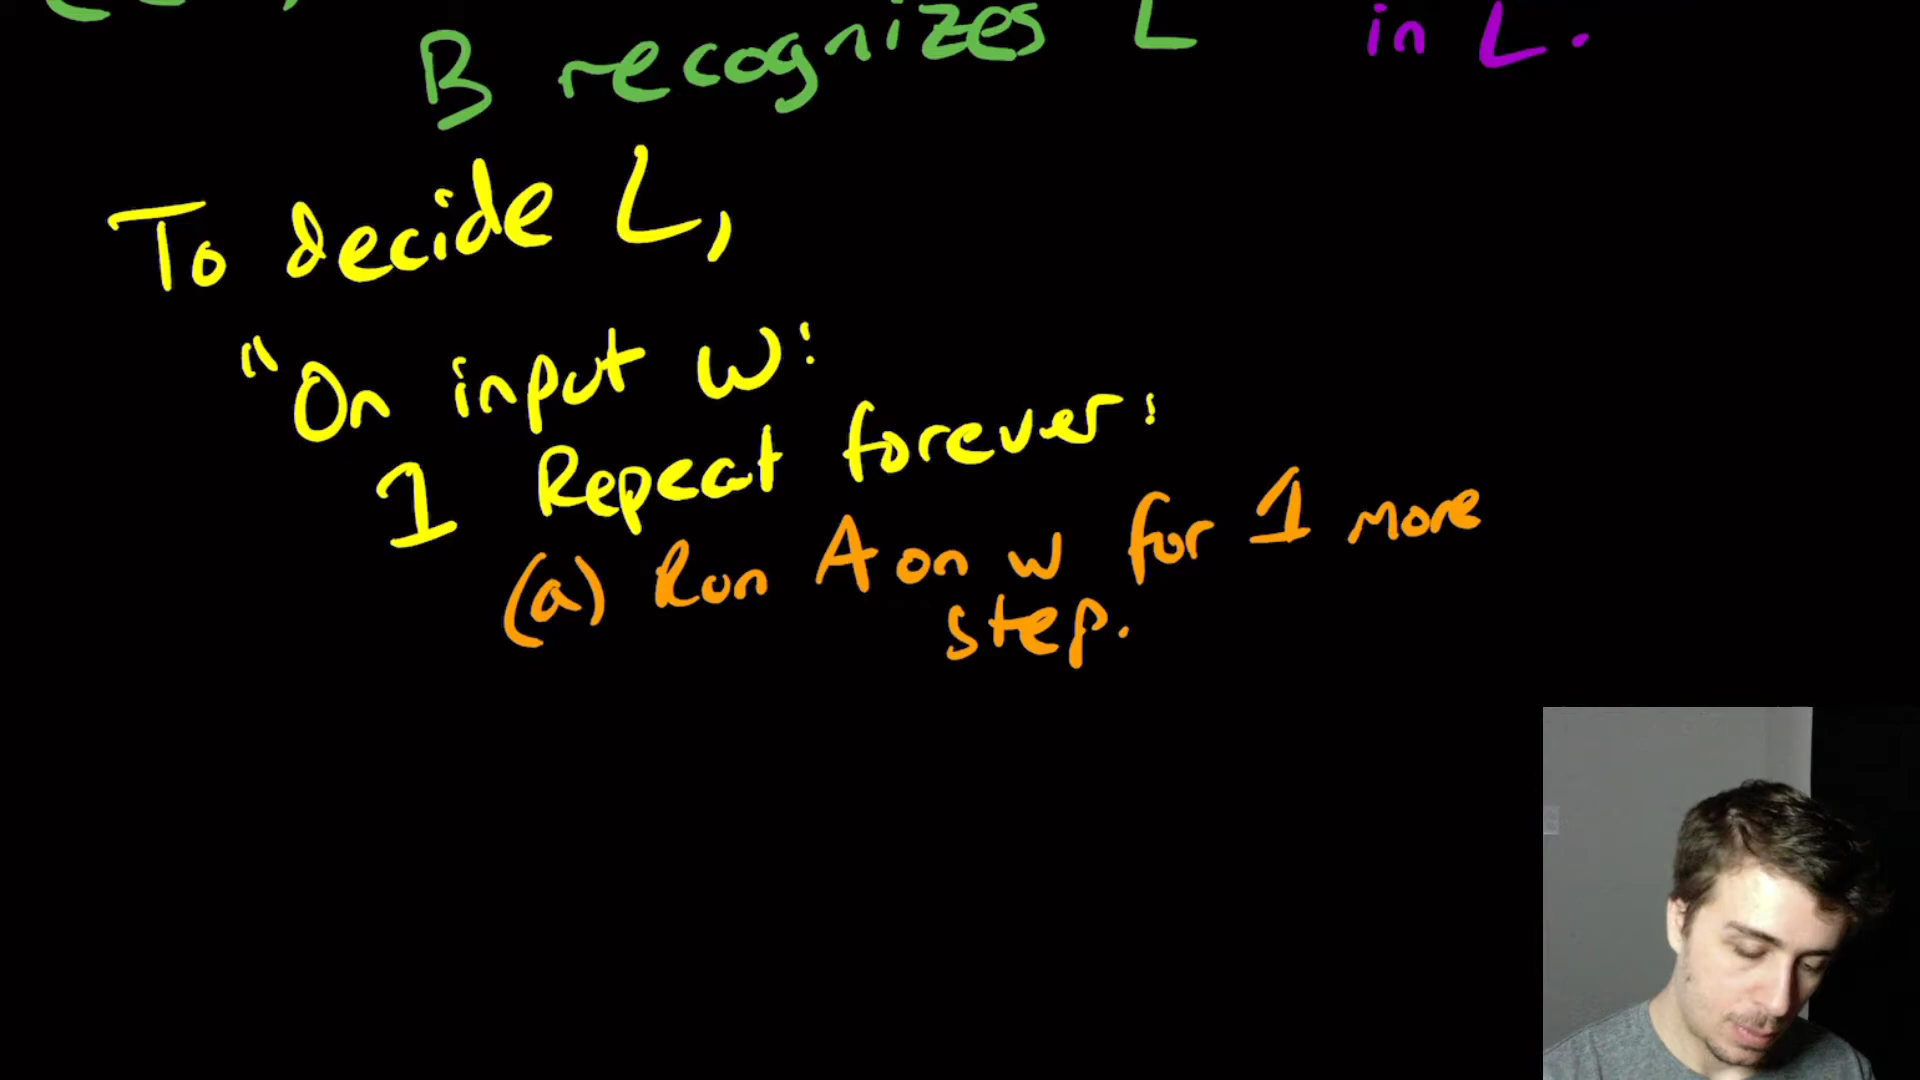 B recognizes L
in L.
To decide L,
"On input w:
1 Repeat forever:
(a) Run A on w for 1 more
step.